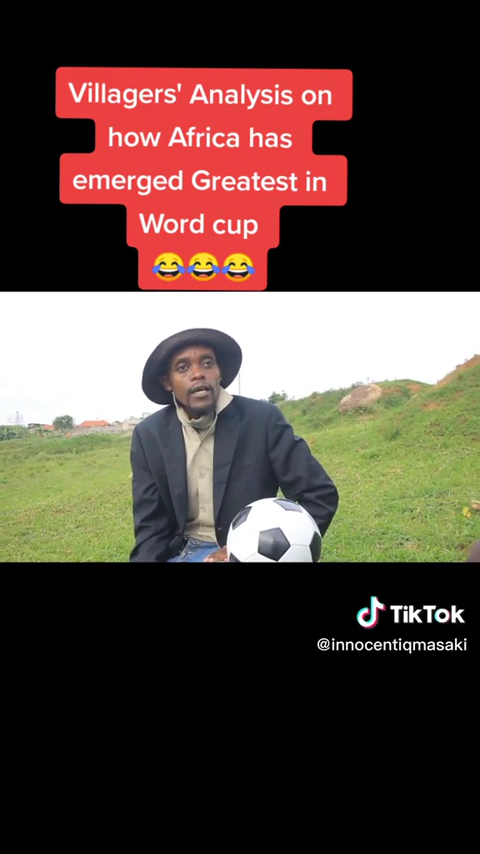 Villagers' Analysis on
how Africa has
emerged Greatest in
Word cup
😂😂😂
TikTok
@innocentiqmasaki